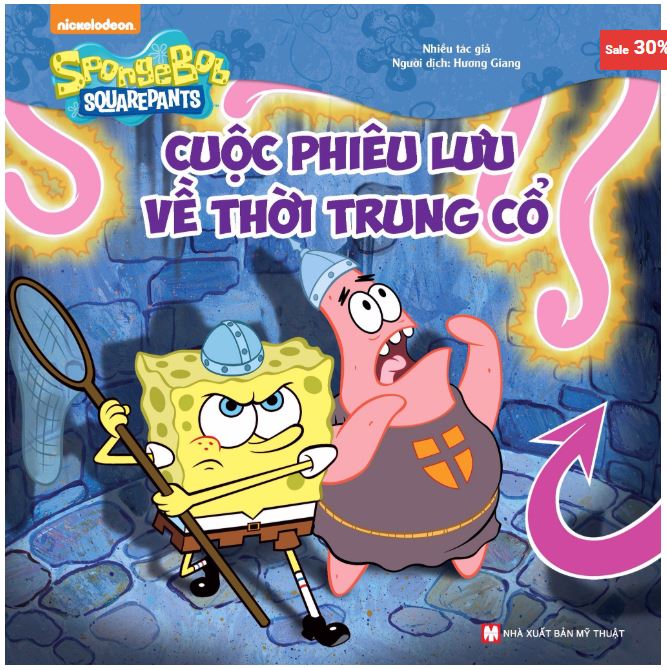 nickelodeon
SpongeBob
SQUAREPANTS
Nhiều tác giả
Người dịch: Hương Giang
Sale 30%
CUỘC PHIÊU LƯU
VỀ THỜI TRUNG CỔ
NHÀ XUẤT BẢN MỸ THUẬT